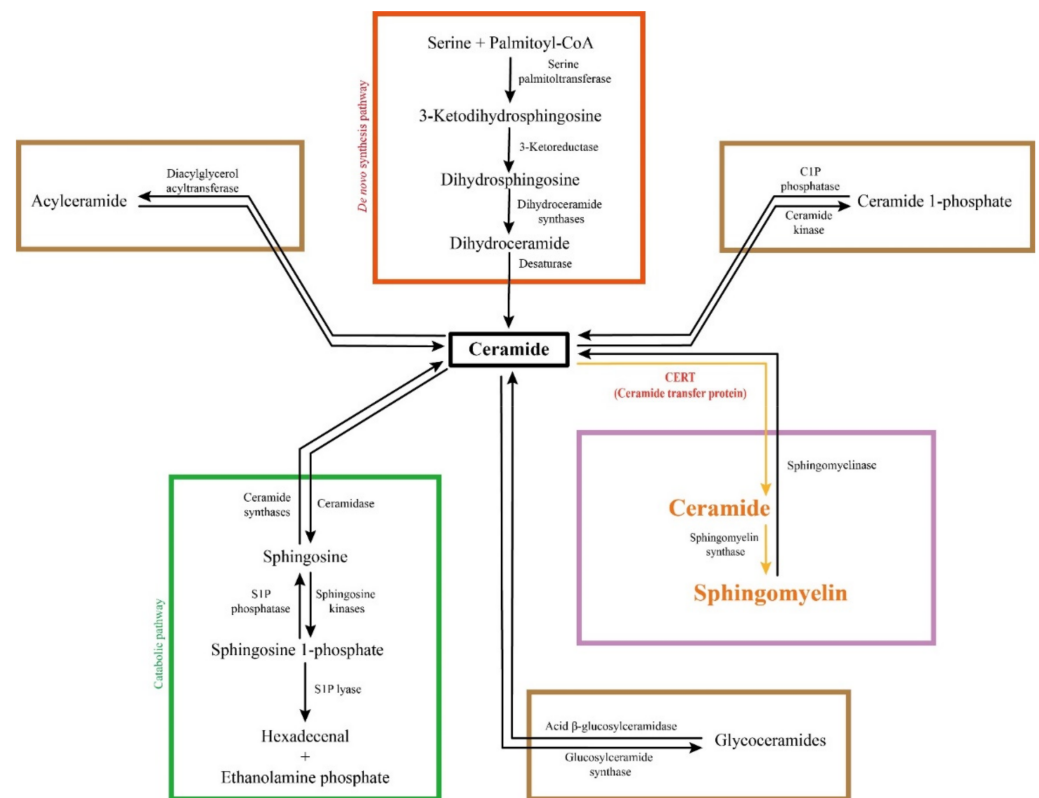 Serine + Palmitoyl-CoA
Serine
palmitoltransferase
3-Ketodihydrosphingosine
3-Ketoreductase
Dihydrosphingosine
Dihydroceramide
synthases
Dihydroceramide
Desaturase
De novo synthesis pathway
Diacylglycerol
acyltransferase
Acylceramide
C1P
phosphatase
Ceramide 1-phosphate
Ceramide
kinase
Ceramide
CERT
(Ceramide transfer protein)
Sphingomyelinase
Ceramide
Sphingomyelin
synthase
Sphingomyelin
Catabolic pathway
Ceramide
synthases
Ceramidase
Sphingosine
S1P
phosphatase
Sphingosine
kinases
Sphingosine 1-phosphate
S1P lyase
Hexadecenal
+
Ethanolamine phosphate
Acid β-glucosylceramidase
Glycoceramides
Glucosylceramide
synthase